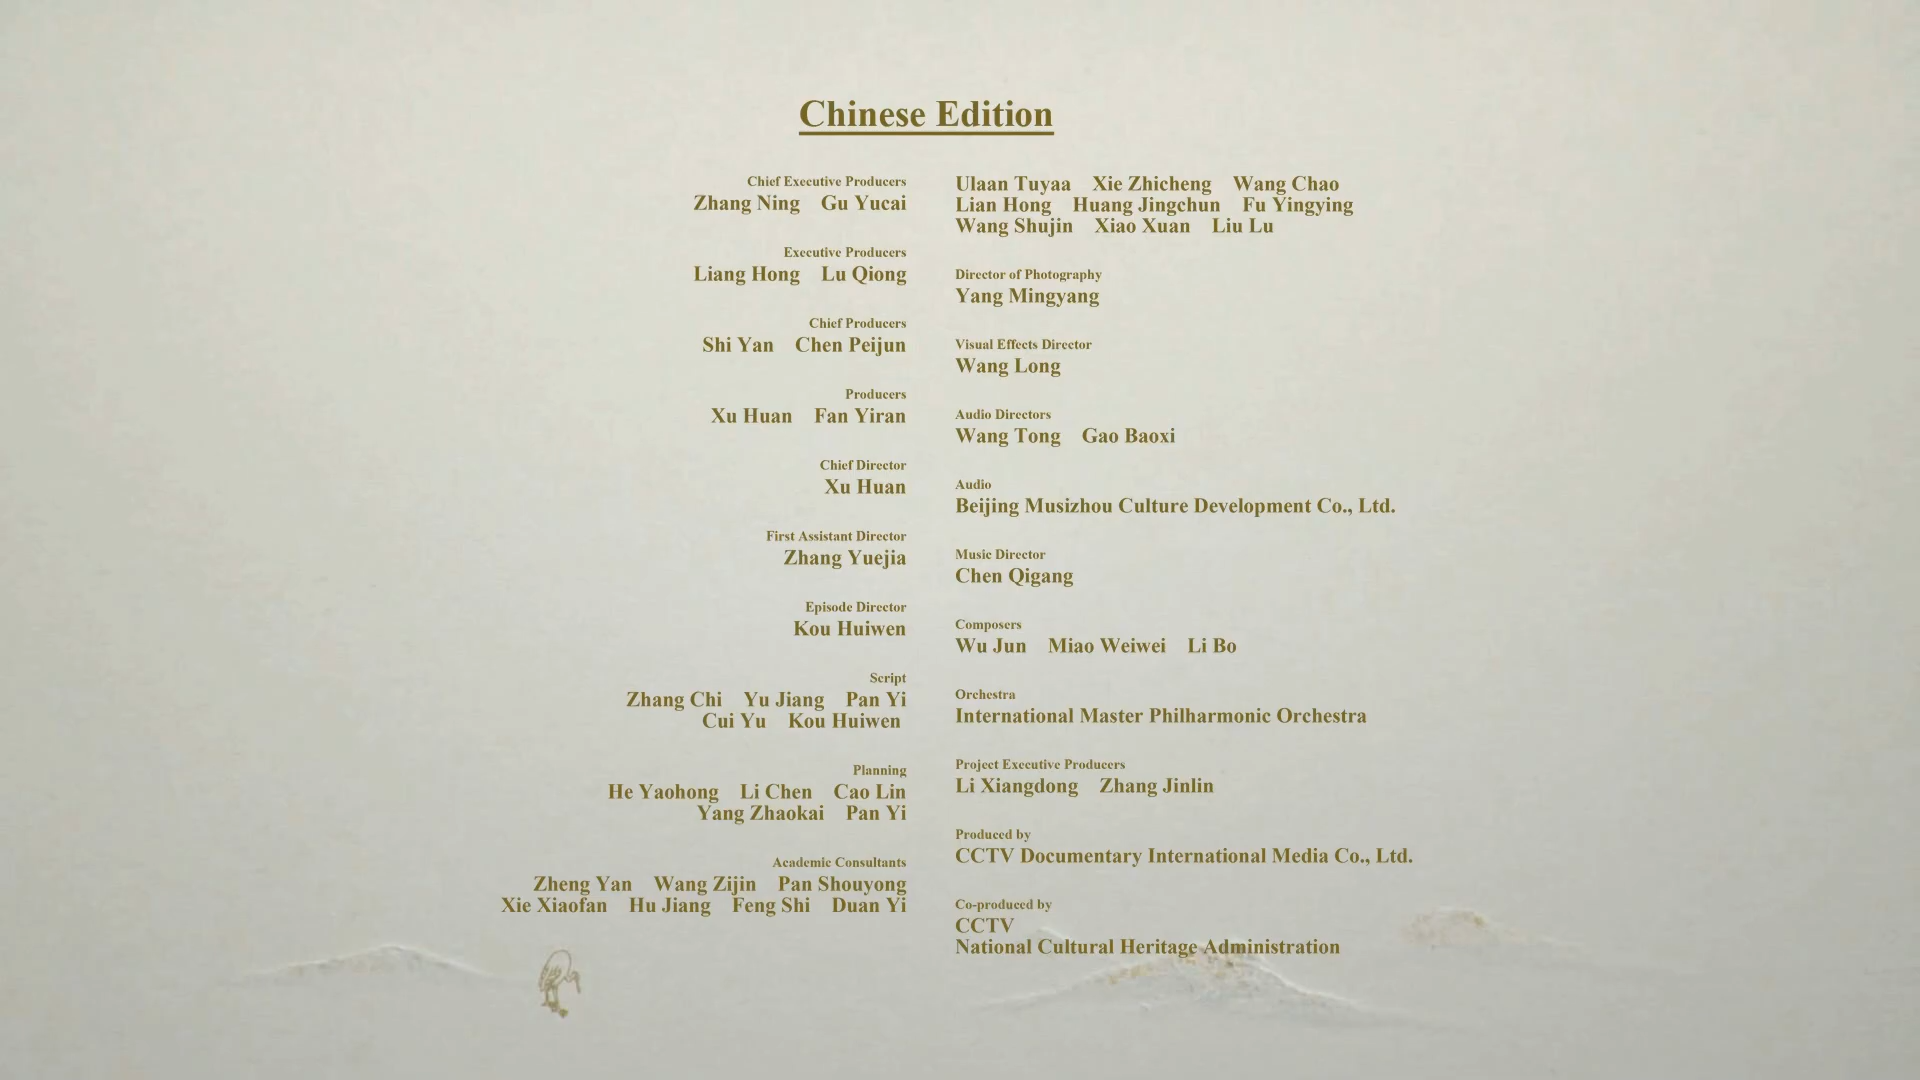 Chinese Edition
Chief Executive Producers
Zhang Ning Gu Yucai
Executive Producers
Liang Hong Lu Qiong
Chief Producers
Shi Yan Chen Peijun
Producers
Xu Huan Fan Yiran
Chief Director
Xu Huan
First Assistant Director
Zhang Yuejia
Episode Director
Kou Huiwen
Script
Zhang Chi Yu Jiang Pan Yi
Cui Yu Kou Huiwen
Planning
He Yaohong Li Chen Cao Lin
Yang Zhaokai Pan Yi
Academic Consultants
Zheng Yan Wang Zijin Pan Shouyong
Xie Xiaofan Hu Jiang Feng Shi Duan Yi
Ulaan Tuyaa Xie Zhicheng Wang Chao
Lian Hong Huang Jingchun Fu Yingying
Wang Shujin Xiao Xuan Liu Lu
Director of Photography
Yang Mingyang
Visual Effects Director
Wang Long
Audio Directors
Wang Tong Gao Baoxi
Audio
Beijing Musizhou Culture Development Co., Ltd.
Music Director
Chen Qigang
Composers
Wu Jun Miao Weiwei Li Bo
Orchestra
International Master Philharmonic Orchestra
Project Executive Producers
Li Xiangdong Zhang Jinlin
Produced by
CCTV Documentary International Media Co., Ltd.
Co-produced by
CCTV
National Cultural Heritage Administration